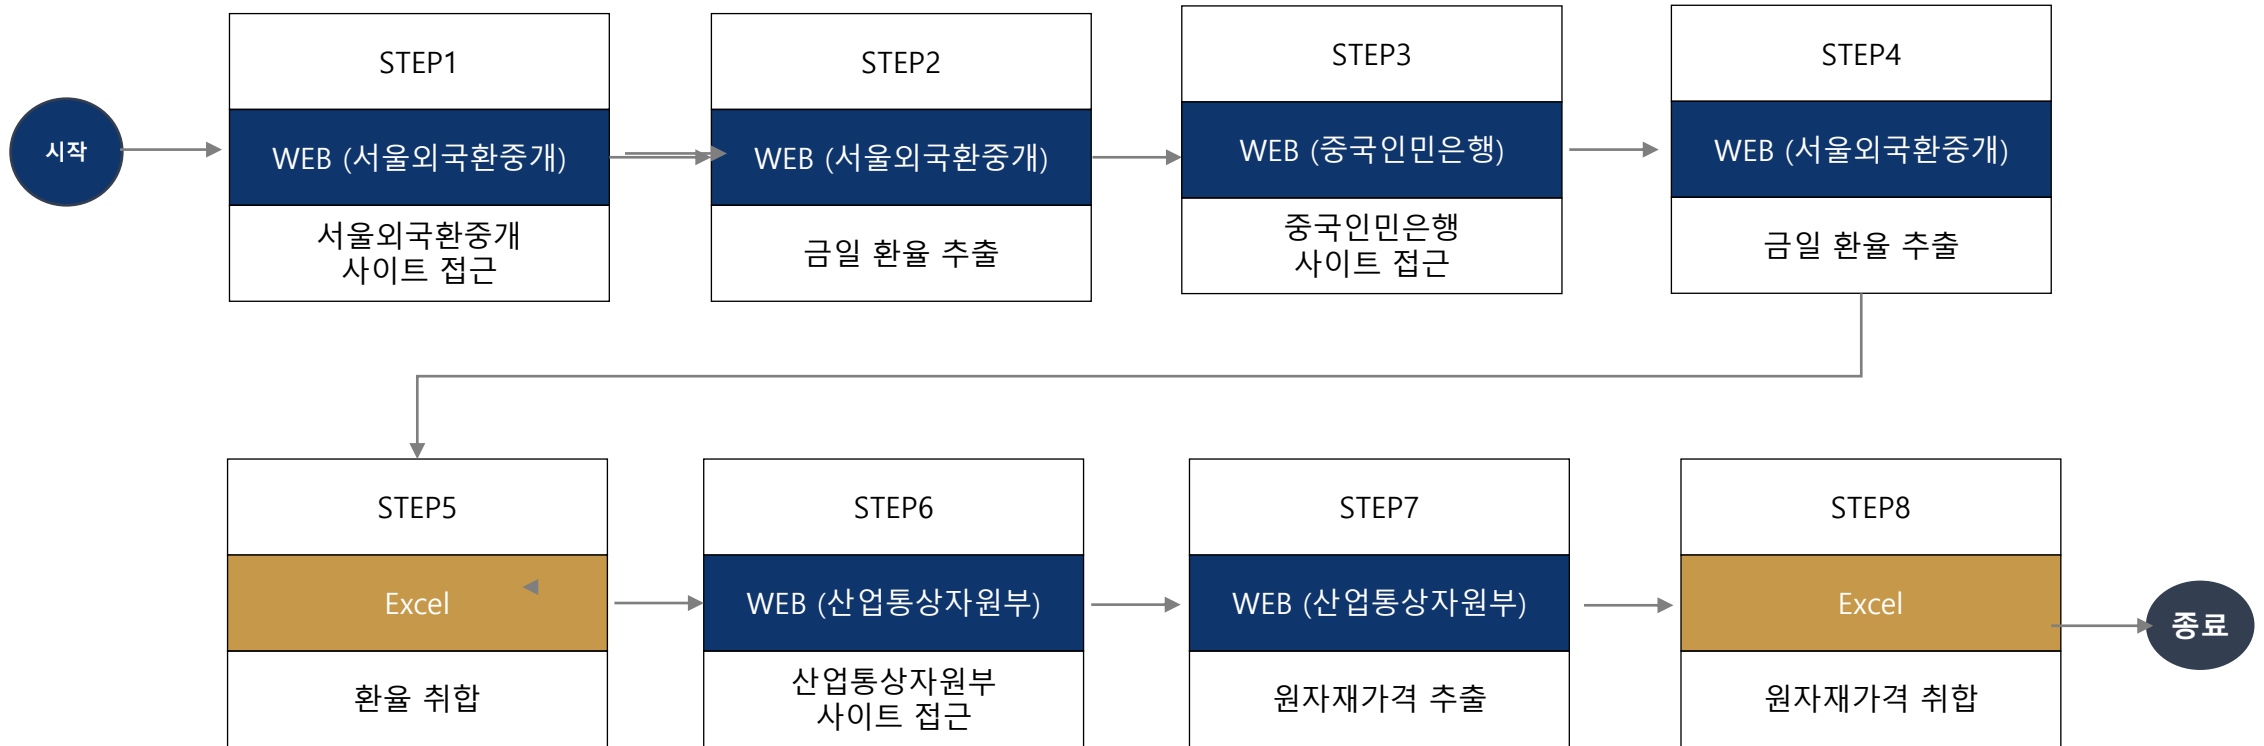 시작
STEP1
WEB (서울외국환중개)
서울외국환중개
사이트 접근
STEP2
WEB (서울외국환중개)
금일 환율 추출
STEP3
WEB (중국인민은행)
중국인민은행
사이트 접근
STEP4
WEB (서울외국환중개)
금일 환율 추출
STEP5
Excel
환율 취합
STEP6
WEB (산업통상자원부)
산업통상자원부
사이트 접근
STEP7
WEB (산업통상자원부)
원자재가격 추출
STEP8
Excel
원자재가격 취합
종료